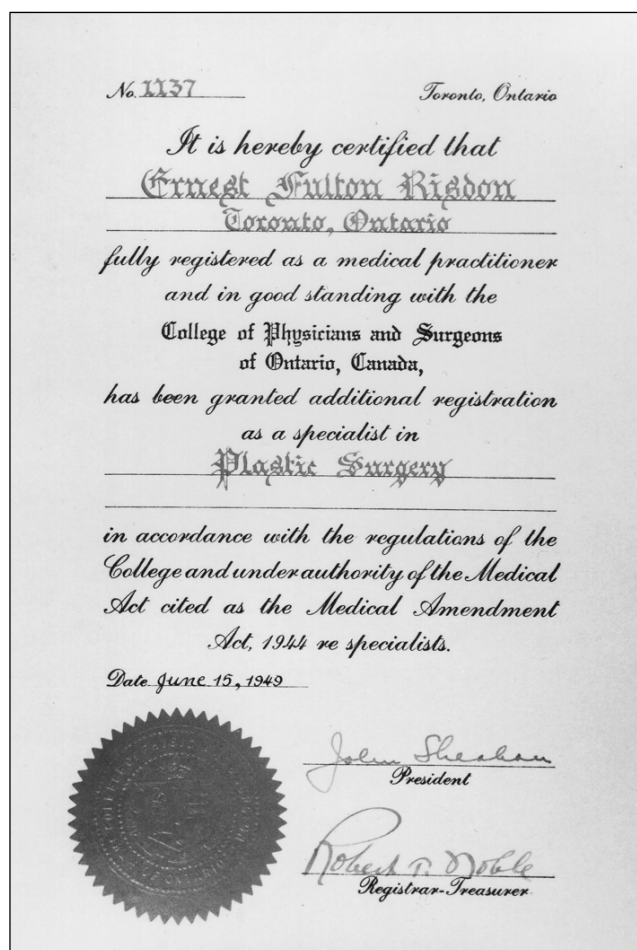 No. 1137 Toronto, Ontario
It is hereby certified that
Ernest Fulton Risdon
Toronto, Ontario
fully registered as a medical practitioner
and in good standing with the
College of Physicians and Surgeons
of Ontario, Canada,
has been granted additional registration
as a specialist in
Plastic Surgery
in accordance with the regulations of the
College and under authority of the Medical
Act cited as the Medical Amendment
Act, 1944 re specialists.
Date June 15, 1949
John Sheahan
President
Robert T. Noble
Registrar-Treasurer